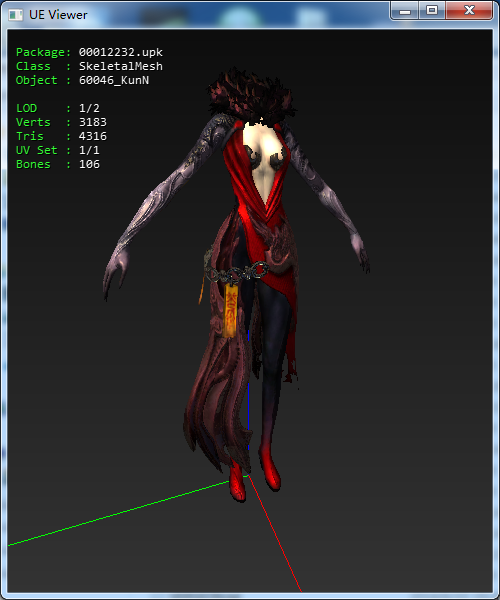 UE Viewer
Package: 00012232.upk
Class : SkeletalMesh
Object : 60046_KunN
LOD : 1/2
Verts : 3183
Tris : 4316
UV Set : 1/1
Bones : 106